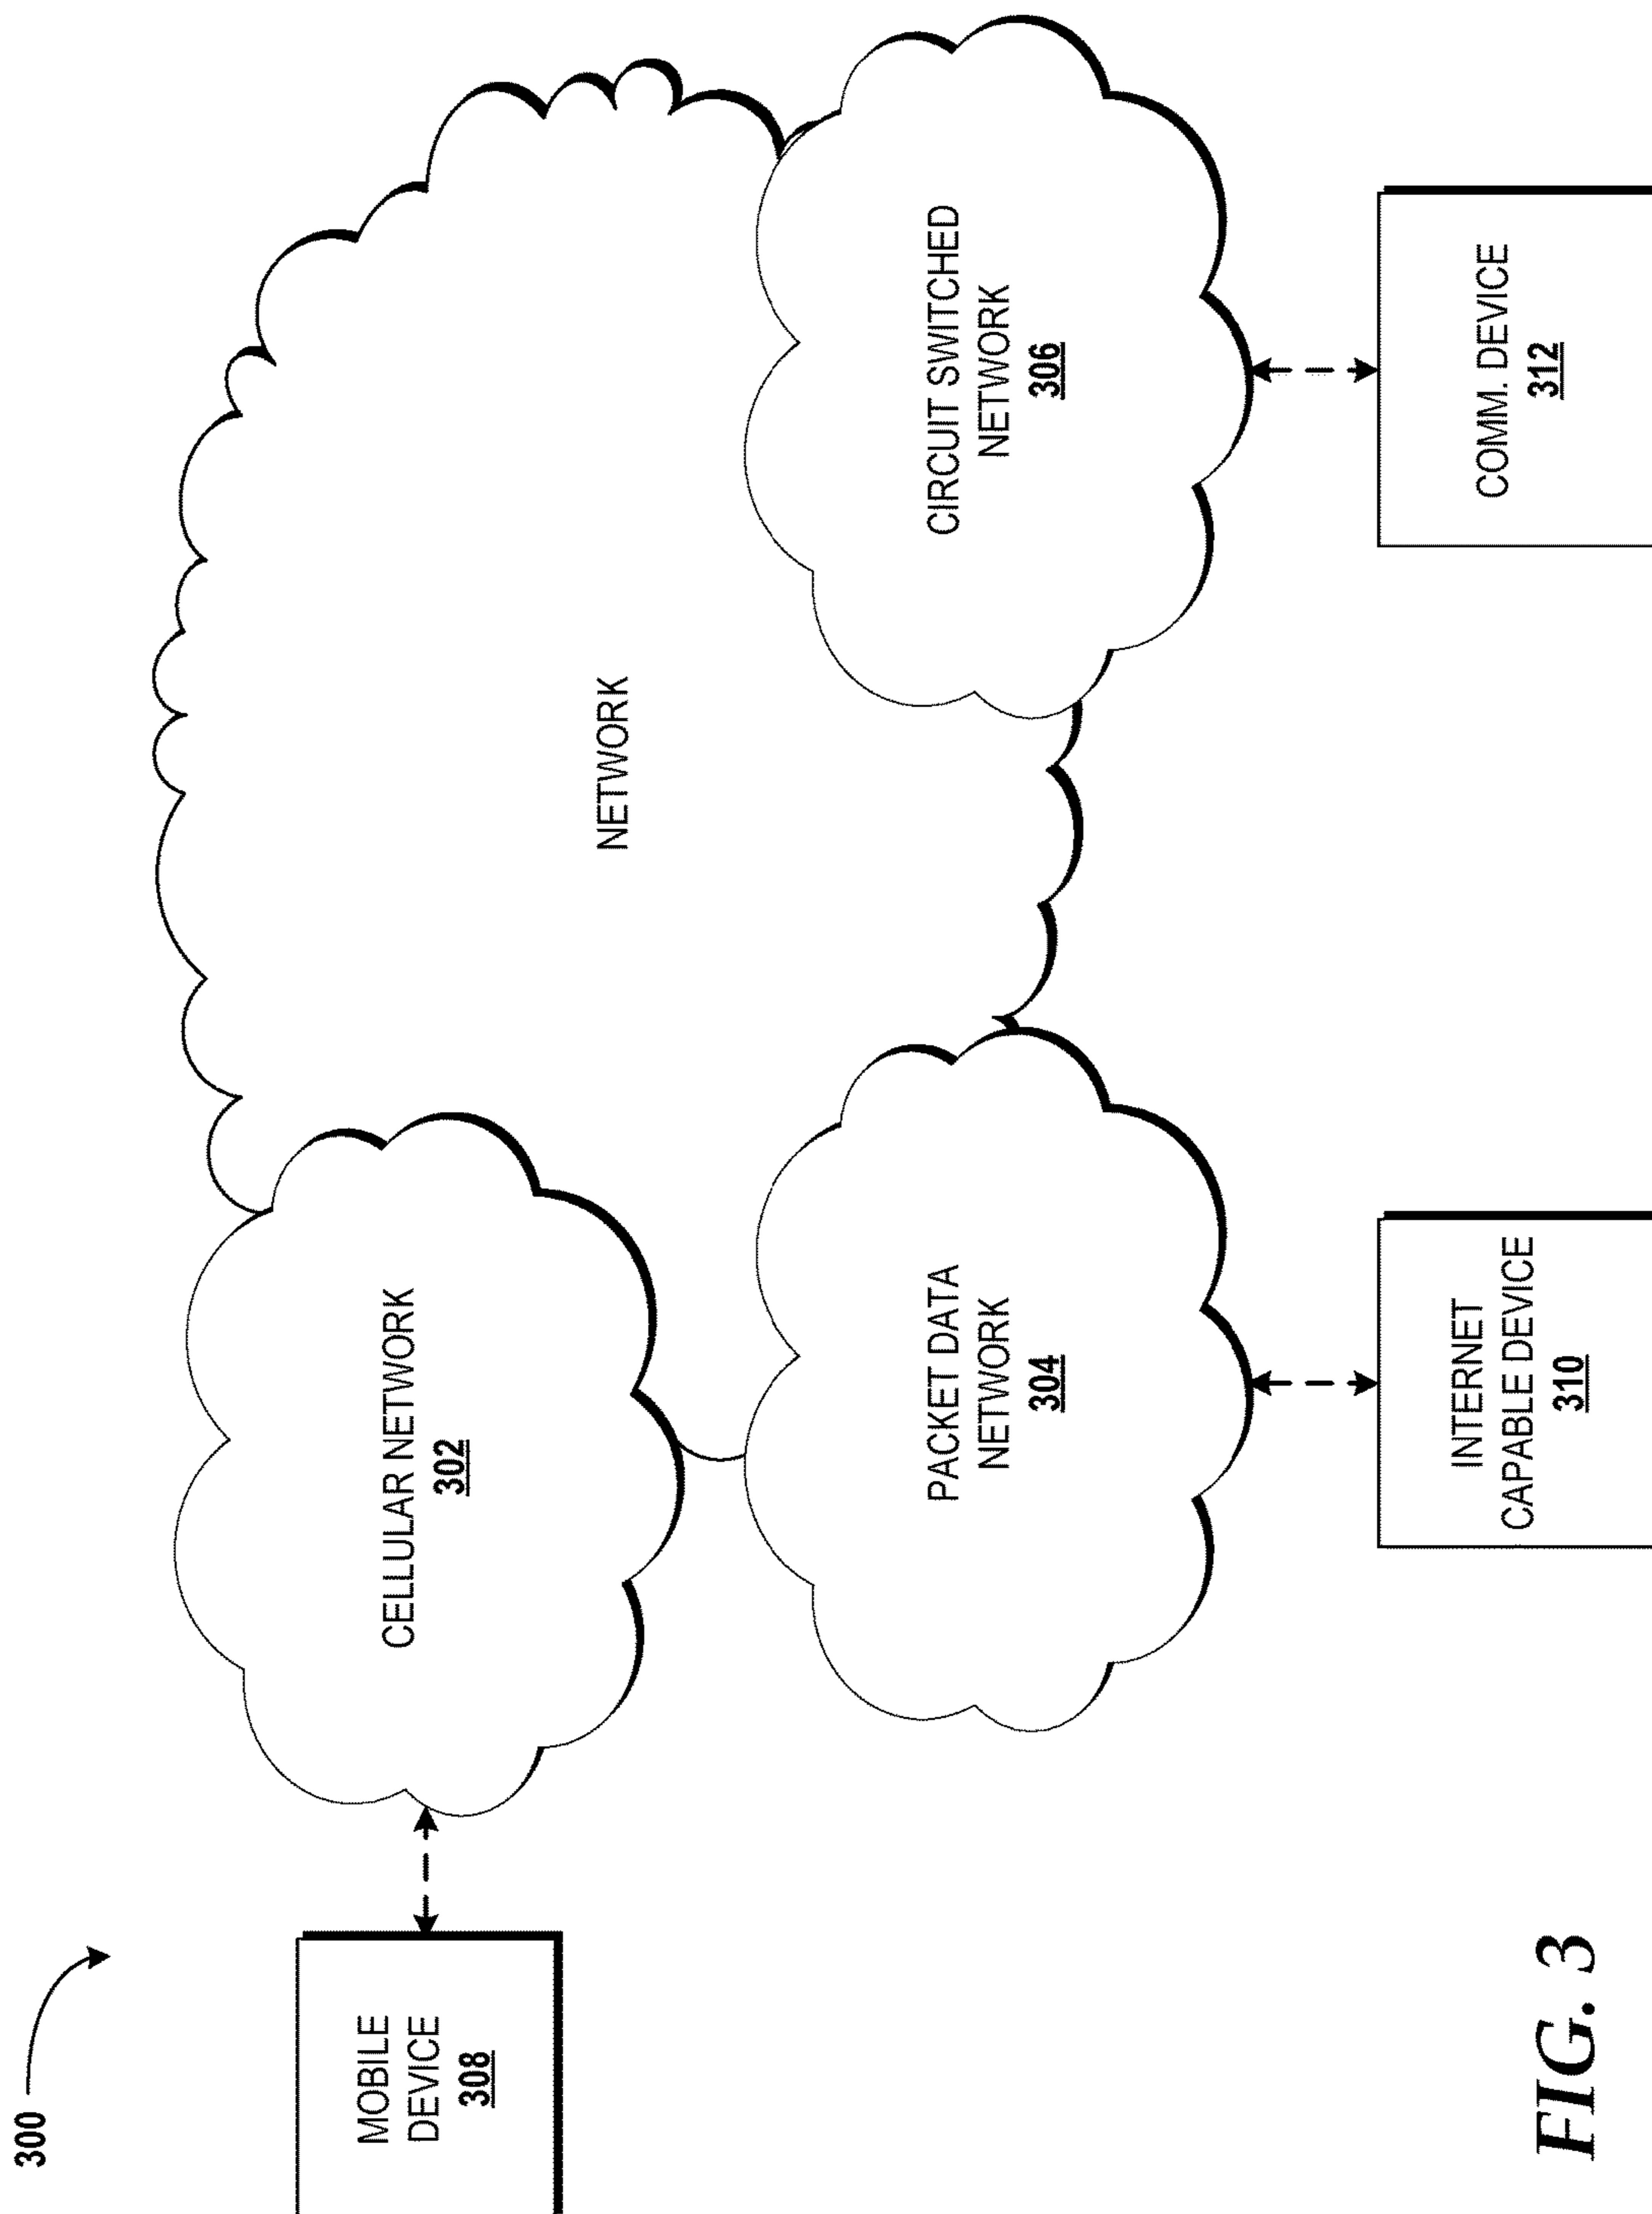 300
MOBILE
DEVICE
308
CELLULAR NETWORK
302
NETWORK
PACKET DATA
NETWORK
304
CIRCUIT SWITCHED
NETWORK
306
INTERNET
CAPABLE DEVICE
310
COMM. DEVICE
312
FIG. 3